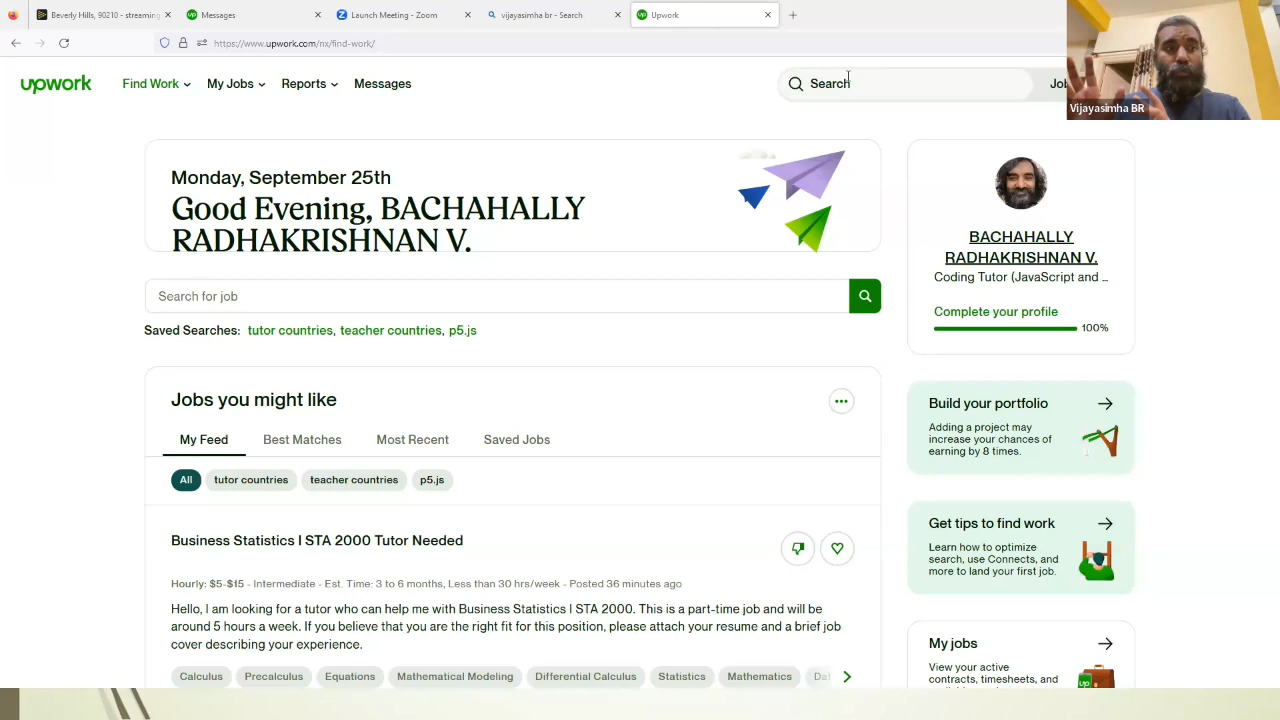 Beverly Hills, 90210 - streaming
Messages
Launch Meeting - Zoom
vijayasimha br - Search
Upwork
https://www.upwork.com/nx/find-work/
upwork
Find Work
My Jobs
Reports
Messages
Search
Job
Vijayasimha BR
Monday, September 25th
Good Evening, BACHAHALLY
RADHAKRISHNAN V.
Search for job
Saved Searches: tutor countries, teacher countries, p5.js
BACHAHALLY
RADHAKRISHNAN V.
Coding Tutor (JavaScript and ...
Complete your profile
100%
Jobs you might like
My Feed
Best Matches
Most Recent
Saved Jobs
All
tutor countries
teacher countries
p5.js
Business Statistics I STA 2000 Tutor Needed
Hourly: $5-$15 - Intermediate - Est. Time: 3 to 6 months, Less than 30 hrs/week - Posted 36 minutes ago
Hello, I am looking for a tutor who can help me with Business Statistics I STA 2000. This is a part-time job and will be
around 5 hours a week. If you believe that you are the right fit for this position, please attach your resume and a brief job
cover describing your experience.
Calculus
Precalculus
Equations
Mathematical Modeling
Differential Calculus
Statistics
Mathematics
Build your portfolio
Adding a project may
increase your chances of
earning by 8 times.
Get tips to find work
Learn how to optimize
search, use Connects, and
more to land your first job.
My jobs
View your active
contracts, timesheets, and
up